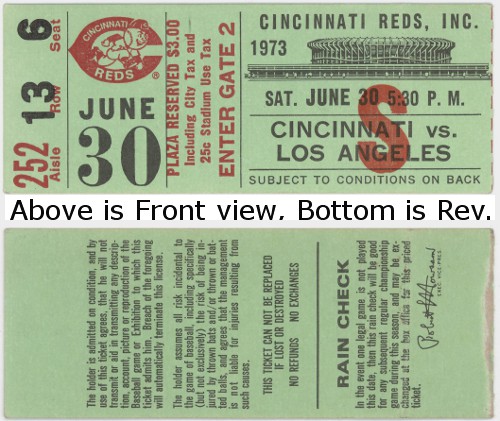 252 13 6
Aisle Row Seat
CINCINNATI
REDS
®
JUNE
30
PLAZA RESERVED $3.00
Including City Tax and
25c Stadium Use Tax
ENTER GATE 2
CINCINNATI REDS, INC.
1973
SAT. JUNE 30 5:30 P. M.
S
CINCINNATI vs.
LOS ANGELES
SUBJECT TO CONDITIONS ON BACK
Above is Front view, Bottom is Rev.
The holder is admitted on condition, and by
use of this ticket agrees, that he will not
transmit or aid in transmitting any descrip-
tion, account, picture or reproduction of the
Baseball game or Exhibition to which this
ticket admits him. Breach of the foregoing
will automatically terminate this license.
The holder assumes all risk incidental to
the game of baseball, including specifically
(but not exclusively) the risk of being in-
jured by thrown bats and or thrown or bat-
ted balls, and agrees that the management
is not liable for injuries resulting from
such causes.
THIS TICKET CAN NOT BE REPLACED
IF LOST OR DESTROYED
NO REFUNDS NO EXCHANGES
RAIN CHECK
In the event one legal game is not played
this date, then this rain check will be good
for any subsequent regular championship
game during this season, and may be ex-
changed at the box office for this priced
ticket.
EXEC. VICE-PRES.